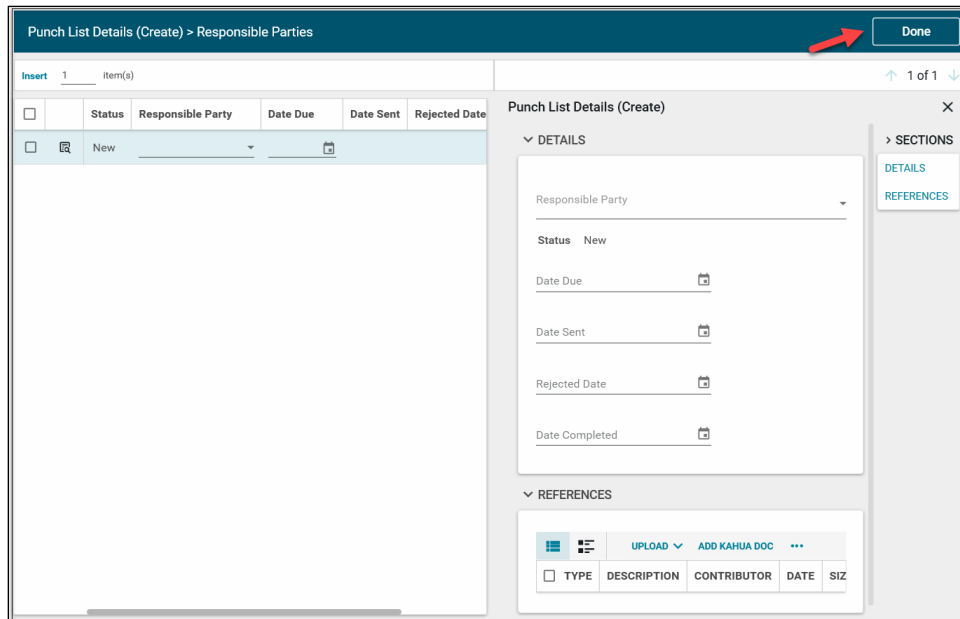 Punch List Details (Create) > Responsible Parties
Done
Insert 1 item(s)
1 of 1
Status Responsible Party Date Due Date Sent Rejected Date
New
Punch List Details (Create)
DETAILS
Responsible Party
Status New
Date Due
Date Sent
Rejected Date
Date Completed
REFERENCES
UPLOAD ADD KAHUA DOC •••
TYPE DESCRIPTION CONTRIBUTOR DATE SIZ
> SECTIONS
DETAILS
REFERENCES